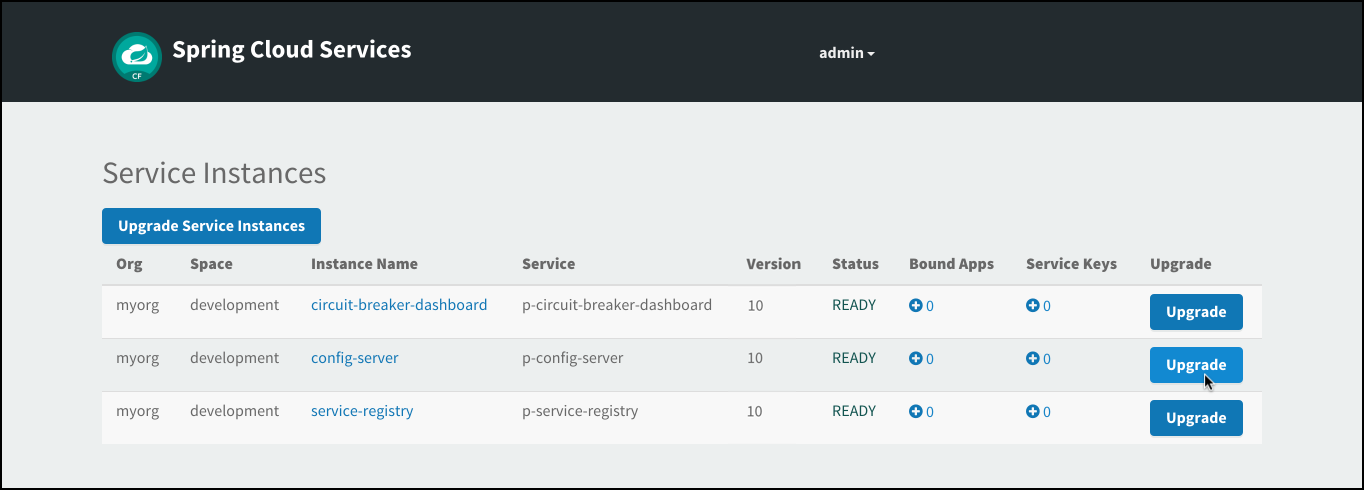 Spring Cloud Services
admin
CF
Service Instances
Upgrade Service Instances
Org Space Instance Name Service Version Status Bound Apps Service Keys Upgrade
myorg development circuit-breaker-dashboard p-circuit-breaker-dashboard 10 READY 0 0 Upgrade
myorg development config-server p-config-server 10 READY 0 0 Upgrade
myorg development service-registry p-service-registry 10 READY 0 0 Upgrade